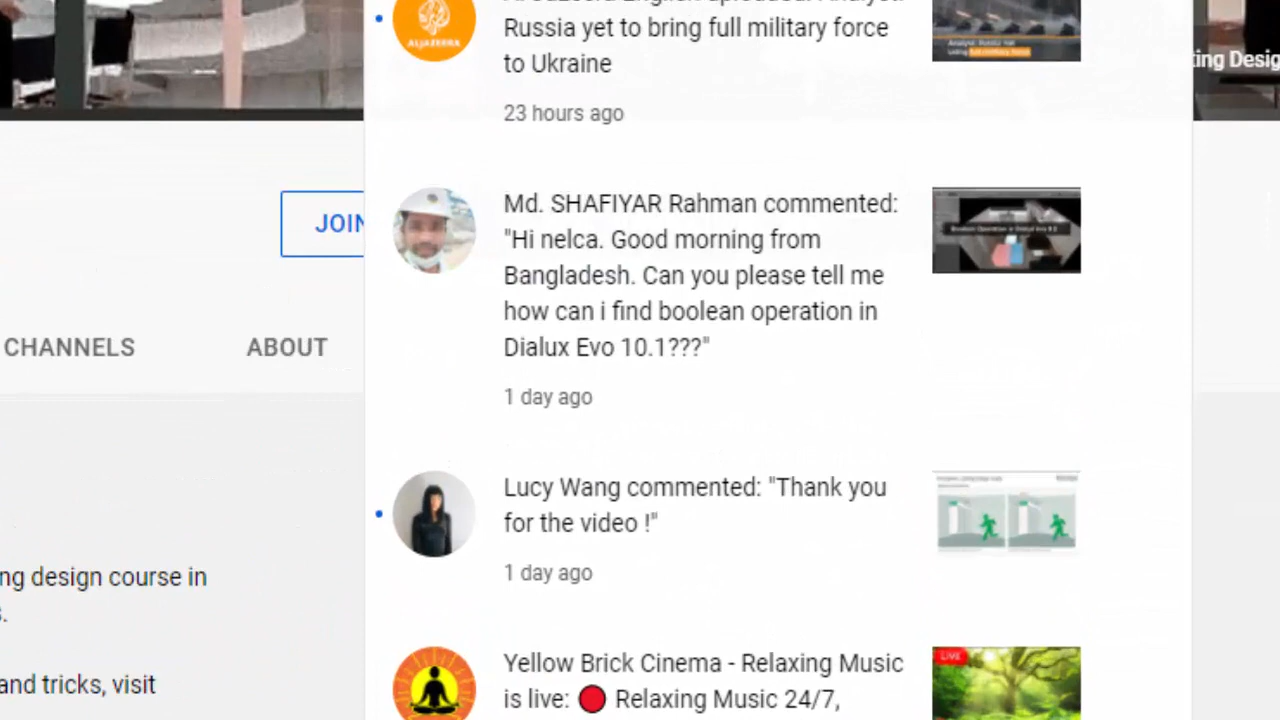 Russia yet to bring full military force
to Ukraine
23 hours ago
ALJAZEERA
ting Desig
JOIN
Md. SHAFIYAR Rahman commented:
"Hi nelca. Good morning from
Bangladesh. Can you please tell me
how can i find boolean operation in
Dialux Evo 10.1???"
1 day ago
CHANNELS
ABOUT
Lucy Wang commented: "Thank you
for the video !"
1 day ago
ng design course in
s.
and tricks, visit
Yellow Brick Cinema - Relaxing Music
is live: 🔴 Relaxing Music 24/7,
LIVE